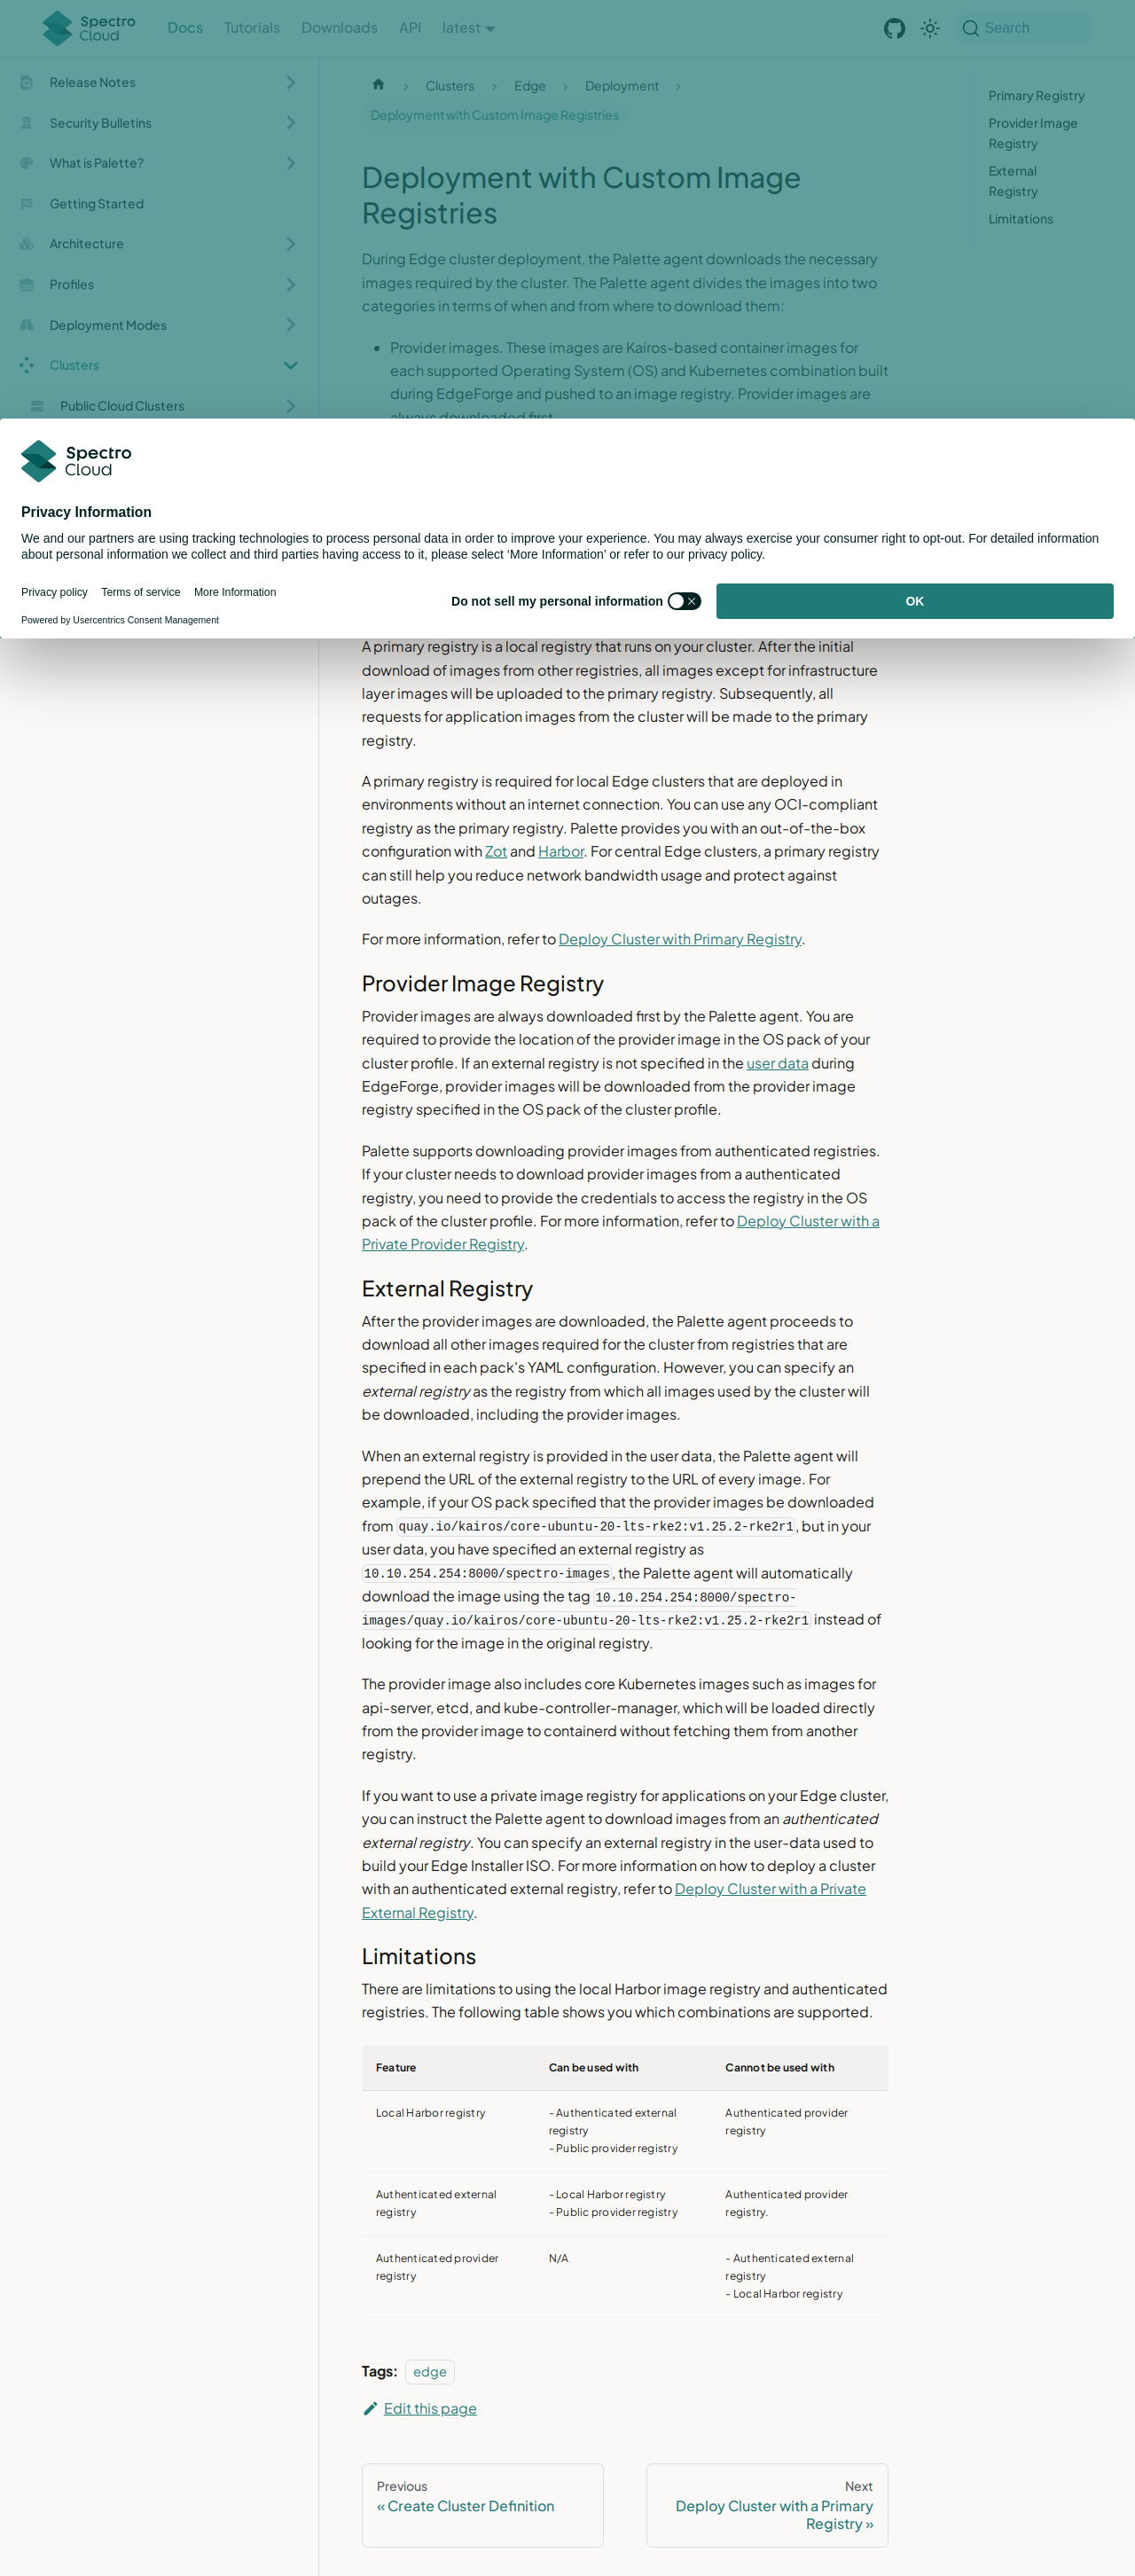 Spectro Cloud
Docs
Tutorials
Downloads
API
latest
Search
Release Notes
Security Bulletins
What is Palette?
Getting Started
Architecture
Profiles
Deployment Modes
Clusters
Public Cloud Clusters
Clusters
Edge
Deployment
Deployment with Custom Image Registries
Primary Registry
Provider Image
Registry
External
Registry
Limitations
Deployment with Custom Image
Registries
During Edge cluster deployment, the Palette agent downloads the necessary
images required by the cluster. The Palette agent divides the images into two
categories in terms of when and from where to download them:
• Provider images. These images are Kairos-based container images for
each supported Operating System (OS) and Kubernetes combination built
during EdgeForge and pushed to an image registry. Provider images are
always downloaded first
Spectro
Cloud
Privacy Information
We and our partners are using tracking technologies to process personal data in order to improve your experience. You may always exercise your consumer right to opt-out. For detailed information
about personal information we collect and third parties having access to it, please select ‘More Information’ or refer to our privacy policy.
Privacy policy
Terms of service
More Information
Powered by Usercentrics Consent Management
Do not sell my personal information
OK
A primary registry is a local registry that runs on your cluster. After the initial
download of images from other registries, all images except for infrastructure
layer images will be uploaded to the primary registry. Subsequently, all
requests for application images from the cluster will be made to the primary
registry.
A primary registry is required for local Edge clusters that are deployed in
environments without an internet connection. You can use any OCI-compliant
registry as the primary registry. Palette provides you with an out-of-the-box
configuration with Zot and Harbor. For central Edge clusters, a primary registry
can still help you reduce network bandwidth usage and protect against
outages.
For more information, refer to Deploy Cluster with Primary Registry.
Provider Image Registry
Provider images are always downloaded first by the Palette agent. You are
required to provide the location of the provider image in the OS pack of your
cluster profile. If an external registry is not specified in the user data during
EdgeForge, provider images will be downloaded from the provider image
registry specified in the OS pack of the cluster profile.
Palette supports downloading provider images from authenticated registries.
If your cluster needs to download provider images from a authenticated
registry, you need to provide the credentials to access the registry in the OS
pack of the cluster profile. For more information, refer to Deploy Cluster with a
Private Provider Registry.
External Registry
After the provider images are downloaded, the Palette agent proceeds to
download all other images required for the cluster from registries that are
specified in each pack's YAML configuration. However, you can specify an
external registry as the registry from which all images used by the cluster will
be downloaded, including the provider images.
When an external registry is provided in the user data, the Palette agent will
prepend the URL of the external registry to the URL of every image. For
example, if your OS pack specified that the provider images be downloaded
from quay.io/kairos/core-ubuntu-20-lts-rke2:v1.25.2-rke2r1, but in your
user data, you have specified an external registry as
10.10.254.254:8000/spectro-images, the Palette agent will automatically
download the image using the tag 10.10.254.254:8000/spectro-
images/quay.io/kairos/core-ubuntu-20-lts-rke2:v1.25.2-rke2r1 instead of
looking for the image in the original registry.
The provider image also includes core Kubernetes images such as images for
api-server, etcd, and kube-controller-manager, which will be loaded directly
from the provider image to containerd without fetching them from another
registry.
If you want to use a private image registry for applications on your Edge cluster,
you can instruct the Palette agent to download images from an authenticated
external registry. You can specify an external registry in the user-data used to
build your Edge Installer ISO. For more information on how to deploy a cluster
with an authenticated external registry, refer to Deploy Cluster with a Private
External Registry.
Limitations
There are limitations to using the local Harbor image registry and authenticated
registries. The following table shows you which combinations are supported.
Feature
Can be used with
Cannot be used with
Local Harbor registry
- Authenticated external
registry
- Public provider registry
Authenticated provider
registry
Authenticated external
registry
- Local Harbor registry
- Public provider registry
Authenticated provider
registry.
Authenticated provider
registry
N/A
- Authenticated external
registry
- Local Harbor registry
Tags: edge
Edit this page
Previous
« Create Cluster Definition
Next
Deploy Cluster with a Primary
Registry »